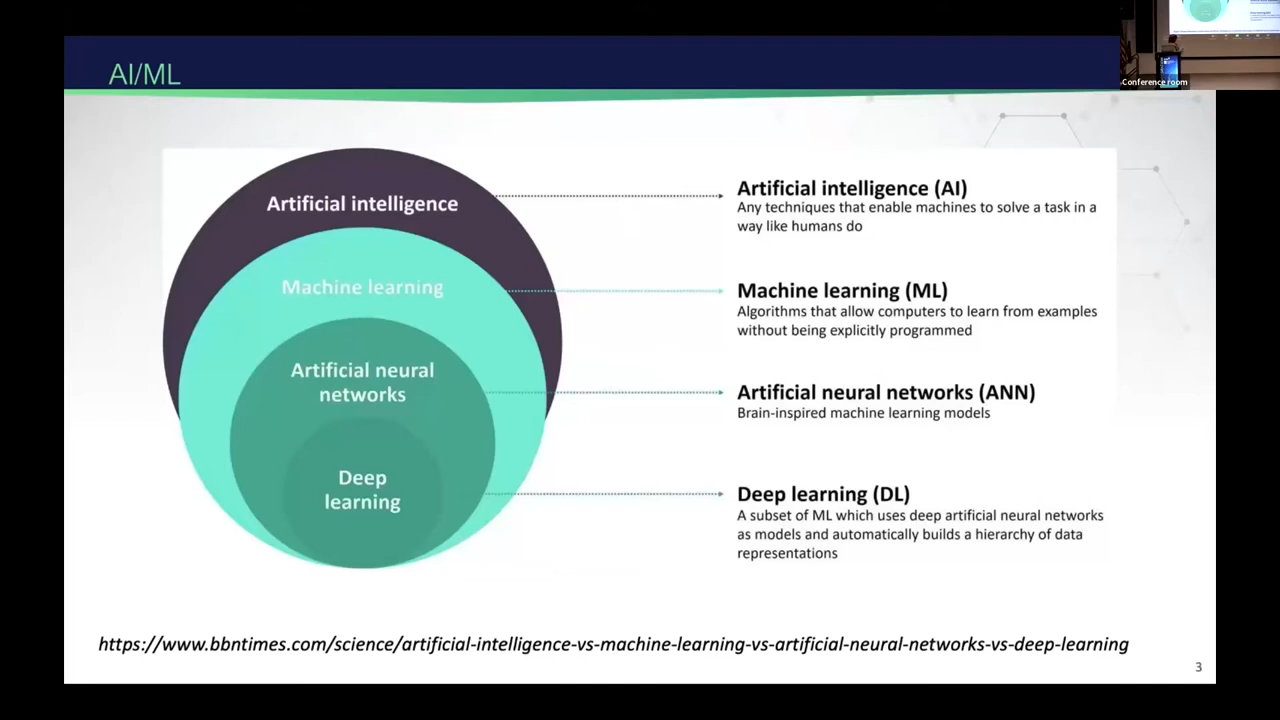 AI/ML
Conference room
Artificial intelligence
Machine learning
Artificial neural
networks
Deep
learning
Artificial intelligence (AI)
Any techniques that enable machines to solve a task in a
way like humans do
Machine learning (ML)
Algorithms that allow computers to learn from examples
without being explicitly programmed
Artificial neural networks (ANN)
Brain-inspired machine learning models
Deep learning (DL)
A subset of ML which uses deep artificial neural networks
as models and automatically builds a hierarchy of data
representations
https://www.bbntimes.com/science/artificial-intelligence-vs-machine-learning-vs-artificial-neural-networks-vs-deep-learning
3